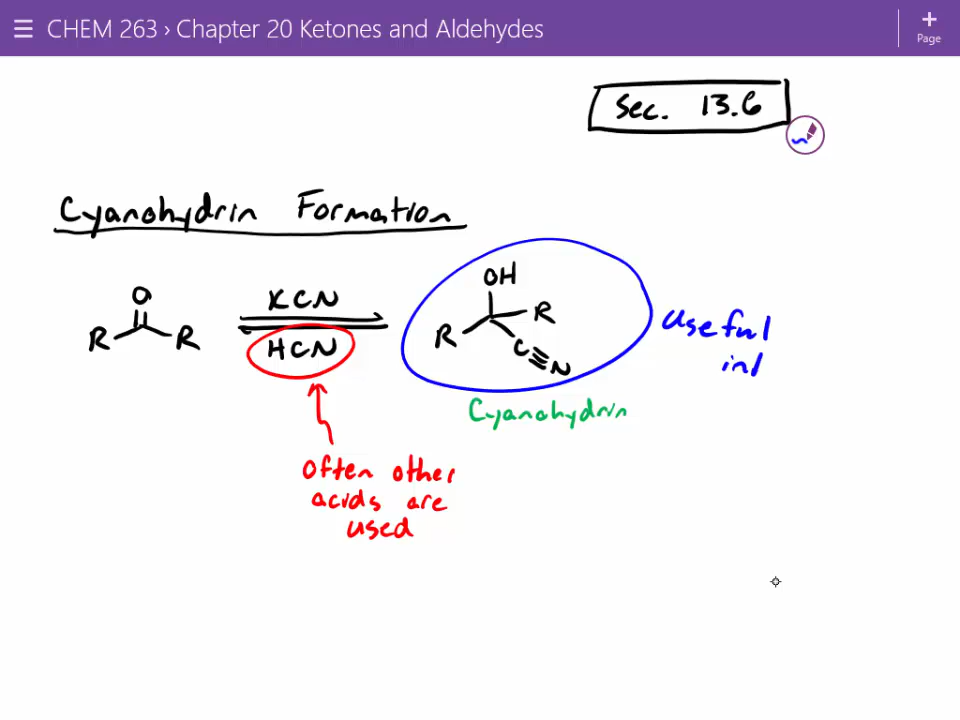 ☰ CHEM 263 › Chapter 20 Ketones and Aldehydes
+
Page
Sec. 13.6
Cyanohydrin Formation
O
R R
KCN
HCN
OH
R
R
C≡N
Useful
Cyanohydrin
Often other
acids are
used